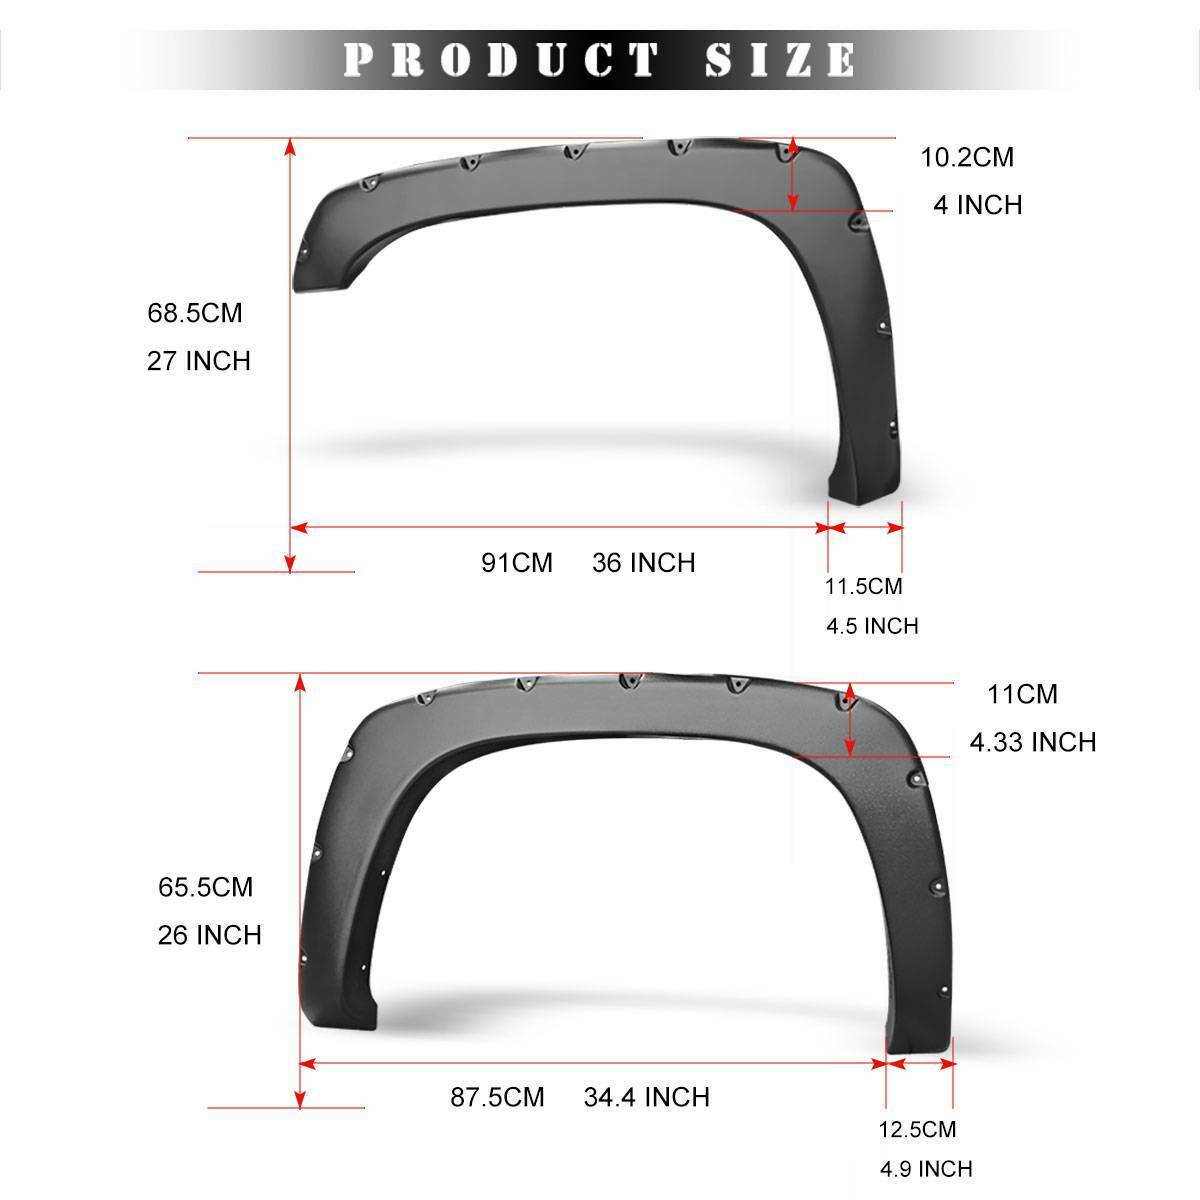 PRODUCT SIZE
10.2CM
4 INCH
68.5CM
27 INCH
91CM 36 INCH
11.5CM
4.5 INCH
11CM
4.33 INCH
65.5CM
26 INCH
87.5CM 34.4 INCH
12.5CM
4.9 INCH